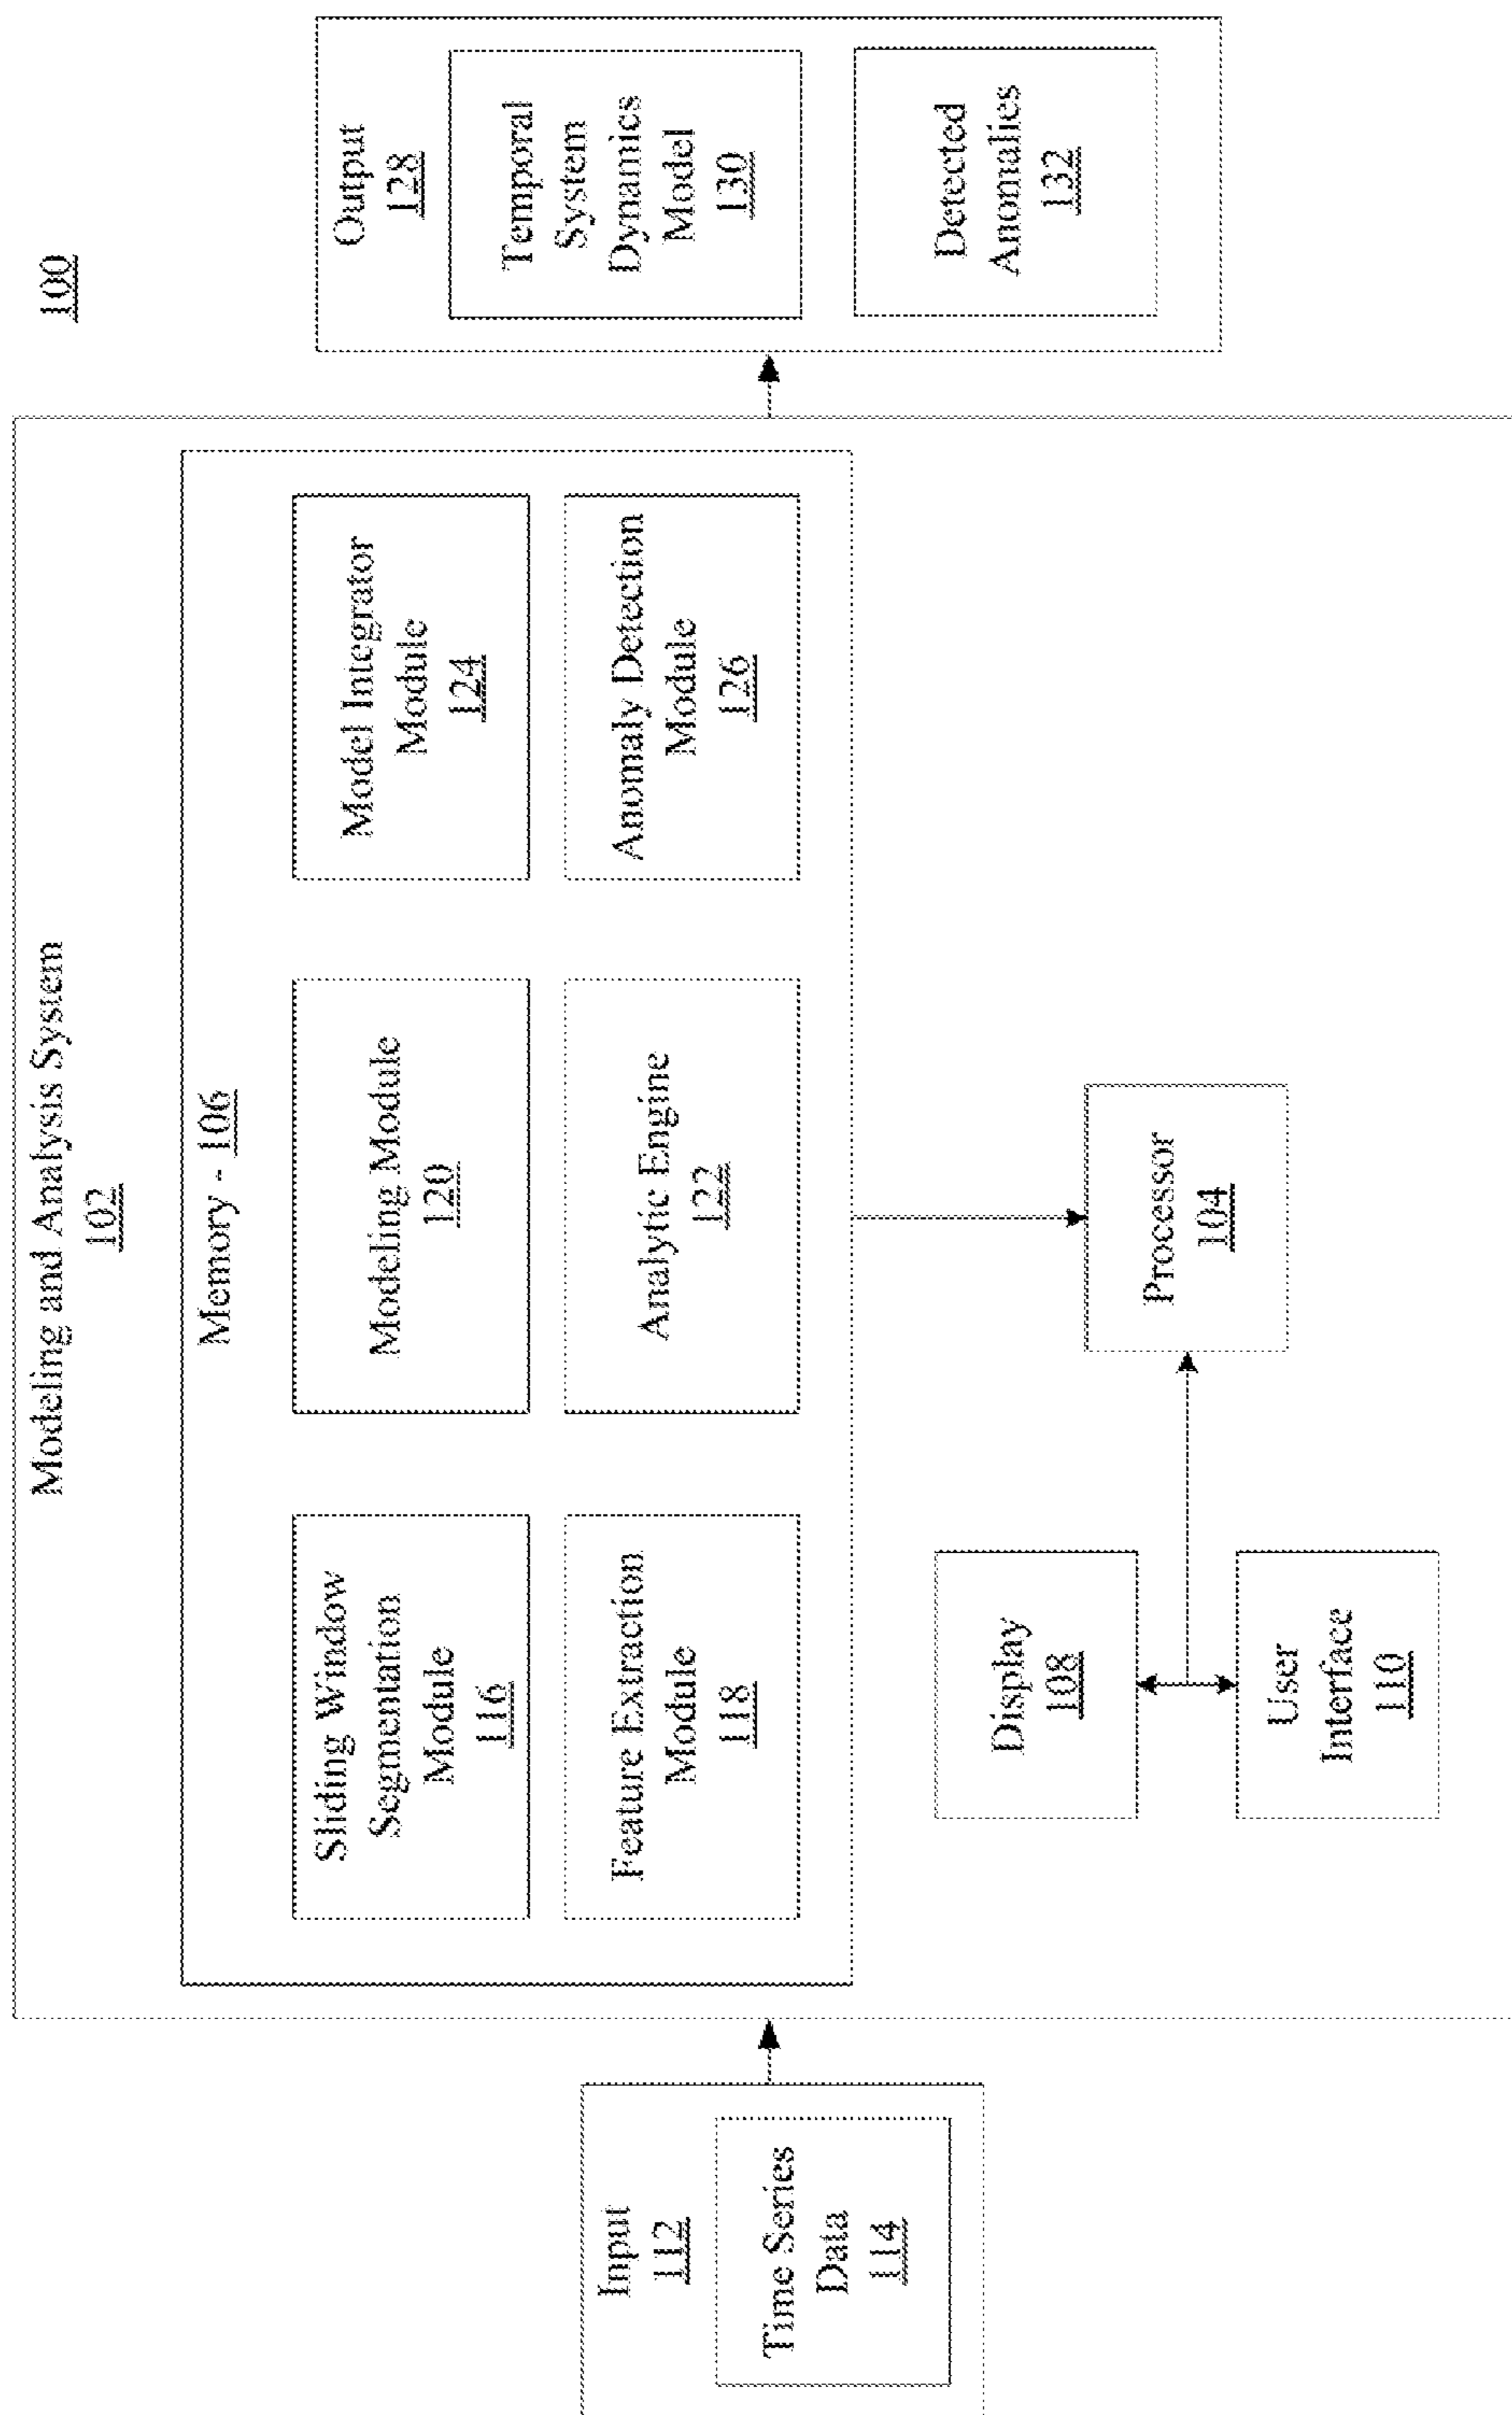 100
Input
112
Time Series
Data
114
Modeling and Analysis System
102
Memory - 106
Sliding Window
Segmentation
Module
116
Modeling Module
120
Model Integrator
Module
124
Feature Extraction
Module
118
Analytic Engine
122
Anomaly Detection
Module
126
Display
108
User
Interface
110
Processor
104
Output
128
Temporal
System
Dynamics
Model
130
Detected
Anomalies
132